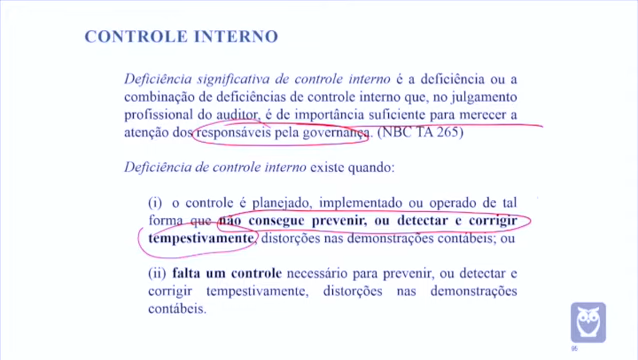 CONTROLE INTERNO
Deficiência significativa de controle interno é a deficiência ou a
combinação de deficiências de controle interno que, no julgamento
profissional do auditor, é de importância suficiente para merecer a
atenção dos responsáveis pela governança. (NBC TA 265)
Deficiência de controle interno existe quando:
(i) o controle é planejado, implementado ou operado de tal
forma que não consegue prevenir, ou detectar e corrigir
tempestivamente, distorções nas demonstrações contábeis; ou
(ii) falta um controle necessário para prevenir, ou detectar e
corrigir tempestivamente, distorções nas demonstrações
contábeis.